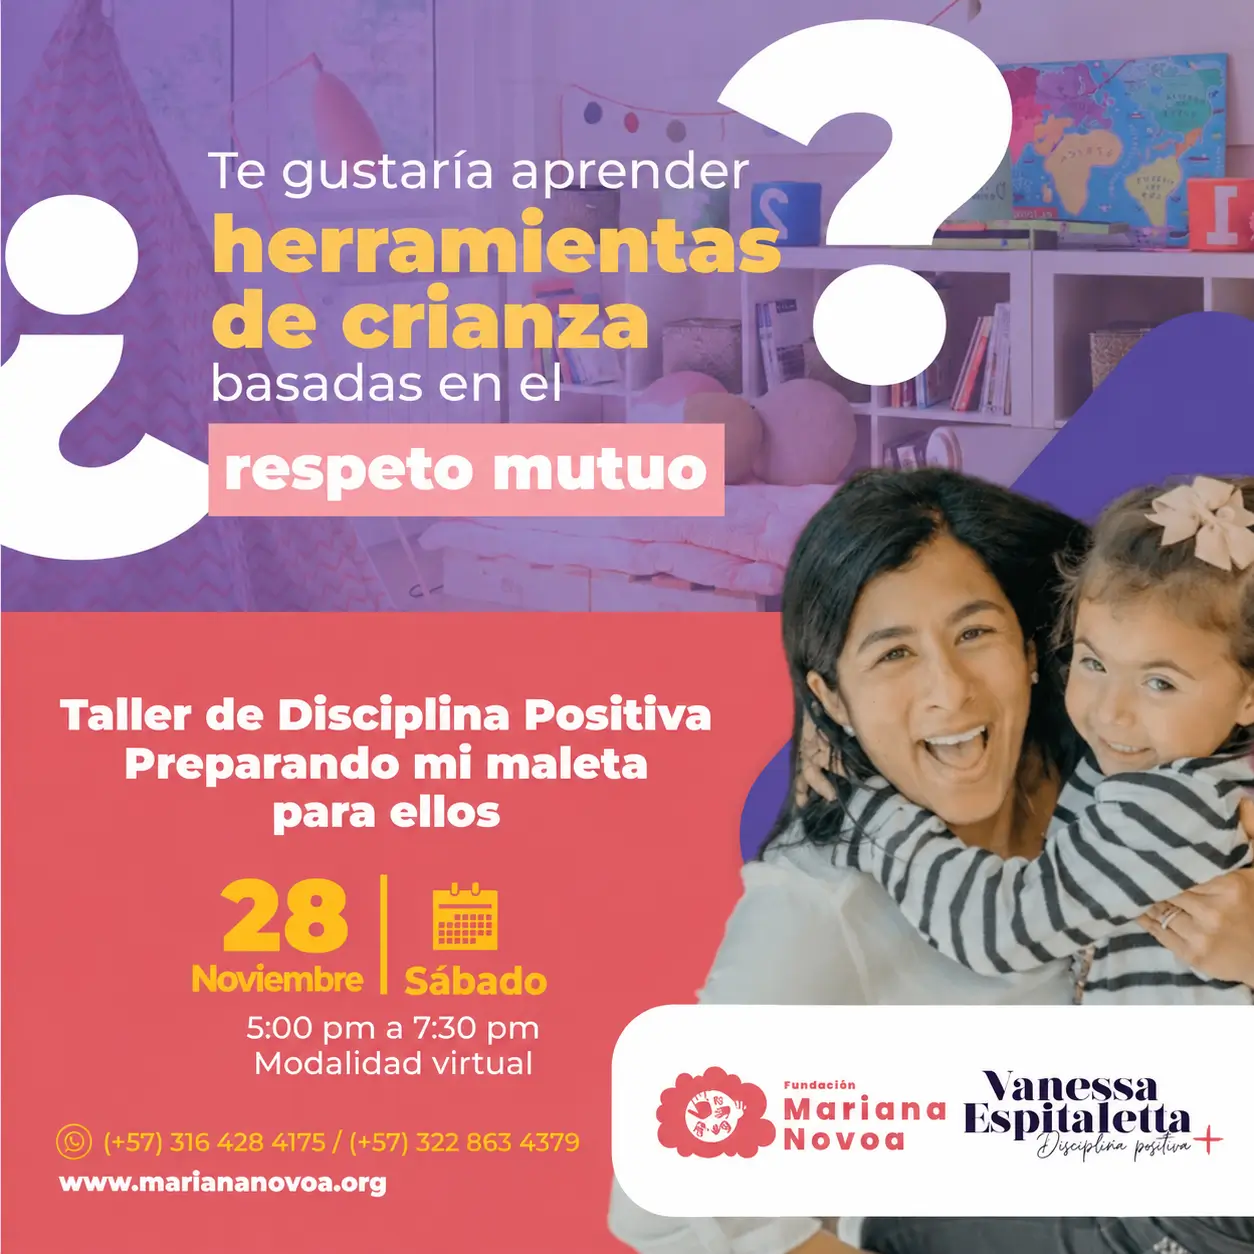 ¿
?
Te gustaría aprender
herramientas
de crianza
basadas en el
respeto mutuo
2
1
Taller de Disciplina Positiva
Preparando mi maleta
para ellos
28
Noviembre
Sábado
5:00 pm a 7:30 pm
Modalidad virtual
(+57) 316 428 4175 / (+57) 322 863 4379
www.mariananovoa.org
Fundación
Mariana
Novoa
Vanessa
Espitaletta
Disciplina positiva